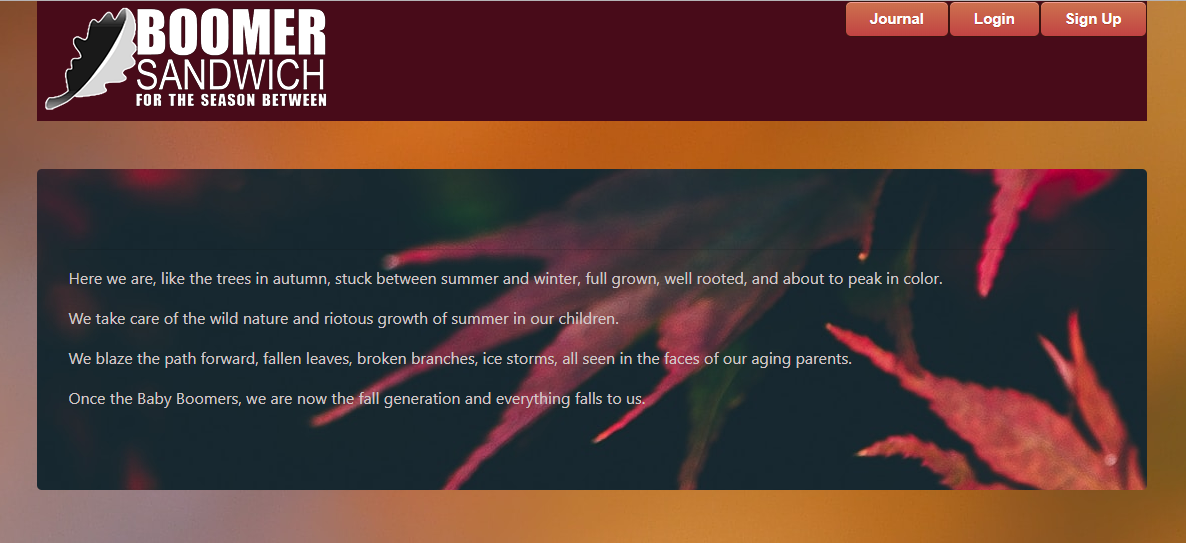 BOOMER
SANDWICH
FOR THE SEASON BETWEEN
Journal
Login
Sign Up
Here we are, like the trees in autumn, stuck between summer and winter, full grown, well rooted, and about to peak in color.
We take care of the wild nature and riotous growth of summer in our children.
We blaze the path forward, fallen leaves, broken branches, ice storms, all seen in the faces of our aging parents.
Once the Baby Boomers, we are now the fall generation and everything falls to us.